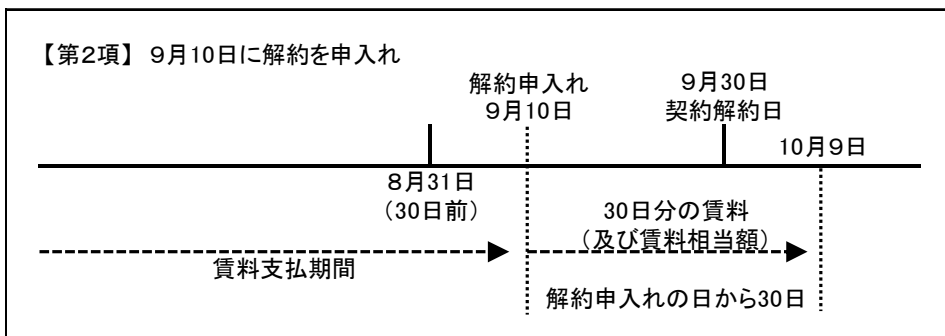 【第2項】 9月10日に解約を申入れ
解約申入れ
9月10日
9月30日
契約解約日
10月9日
8月31日
（30日前）
30日分の賃料
（及び賃料相当額）
賃料支払期間
解約申入れの日から30日